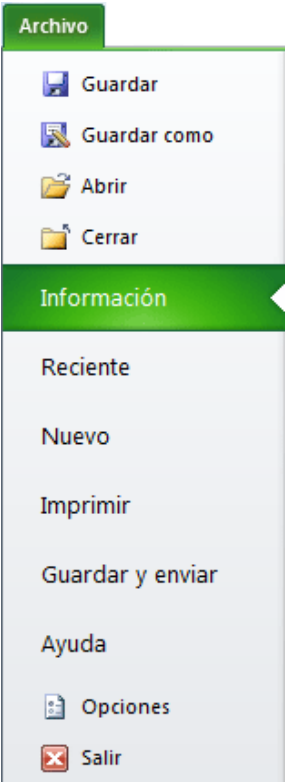 Archivo
Guardar
Guardar como
Abrir
Cerrar
Información
Reciente
Nuevo
Imprimir
Guardar y enviar
Ayuda
Opciones
Salir